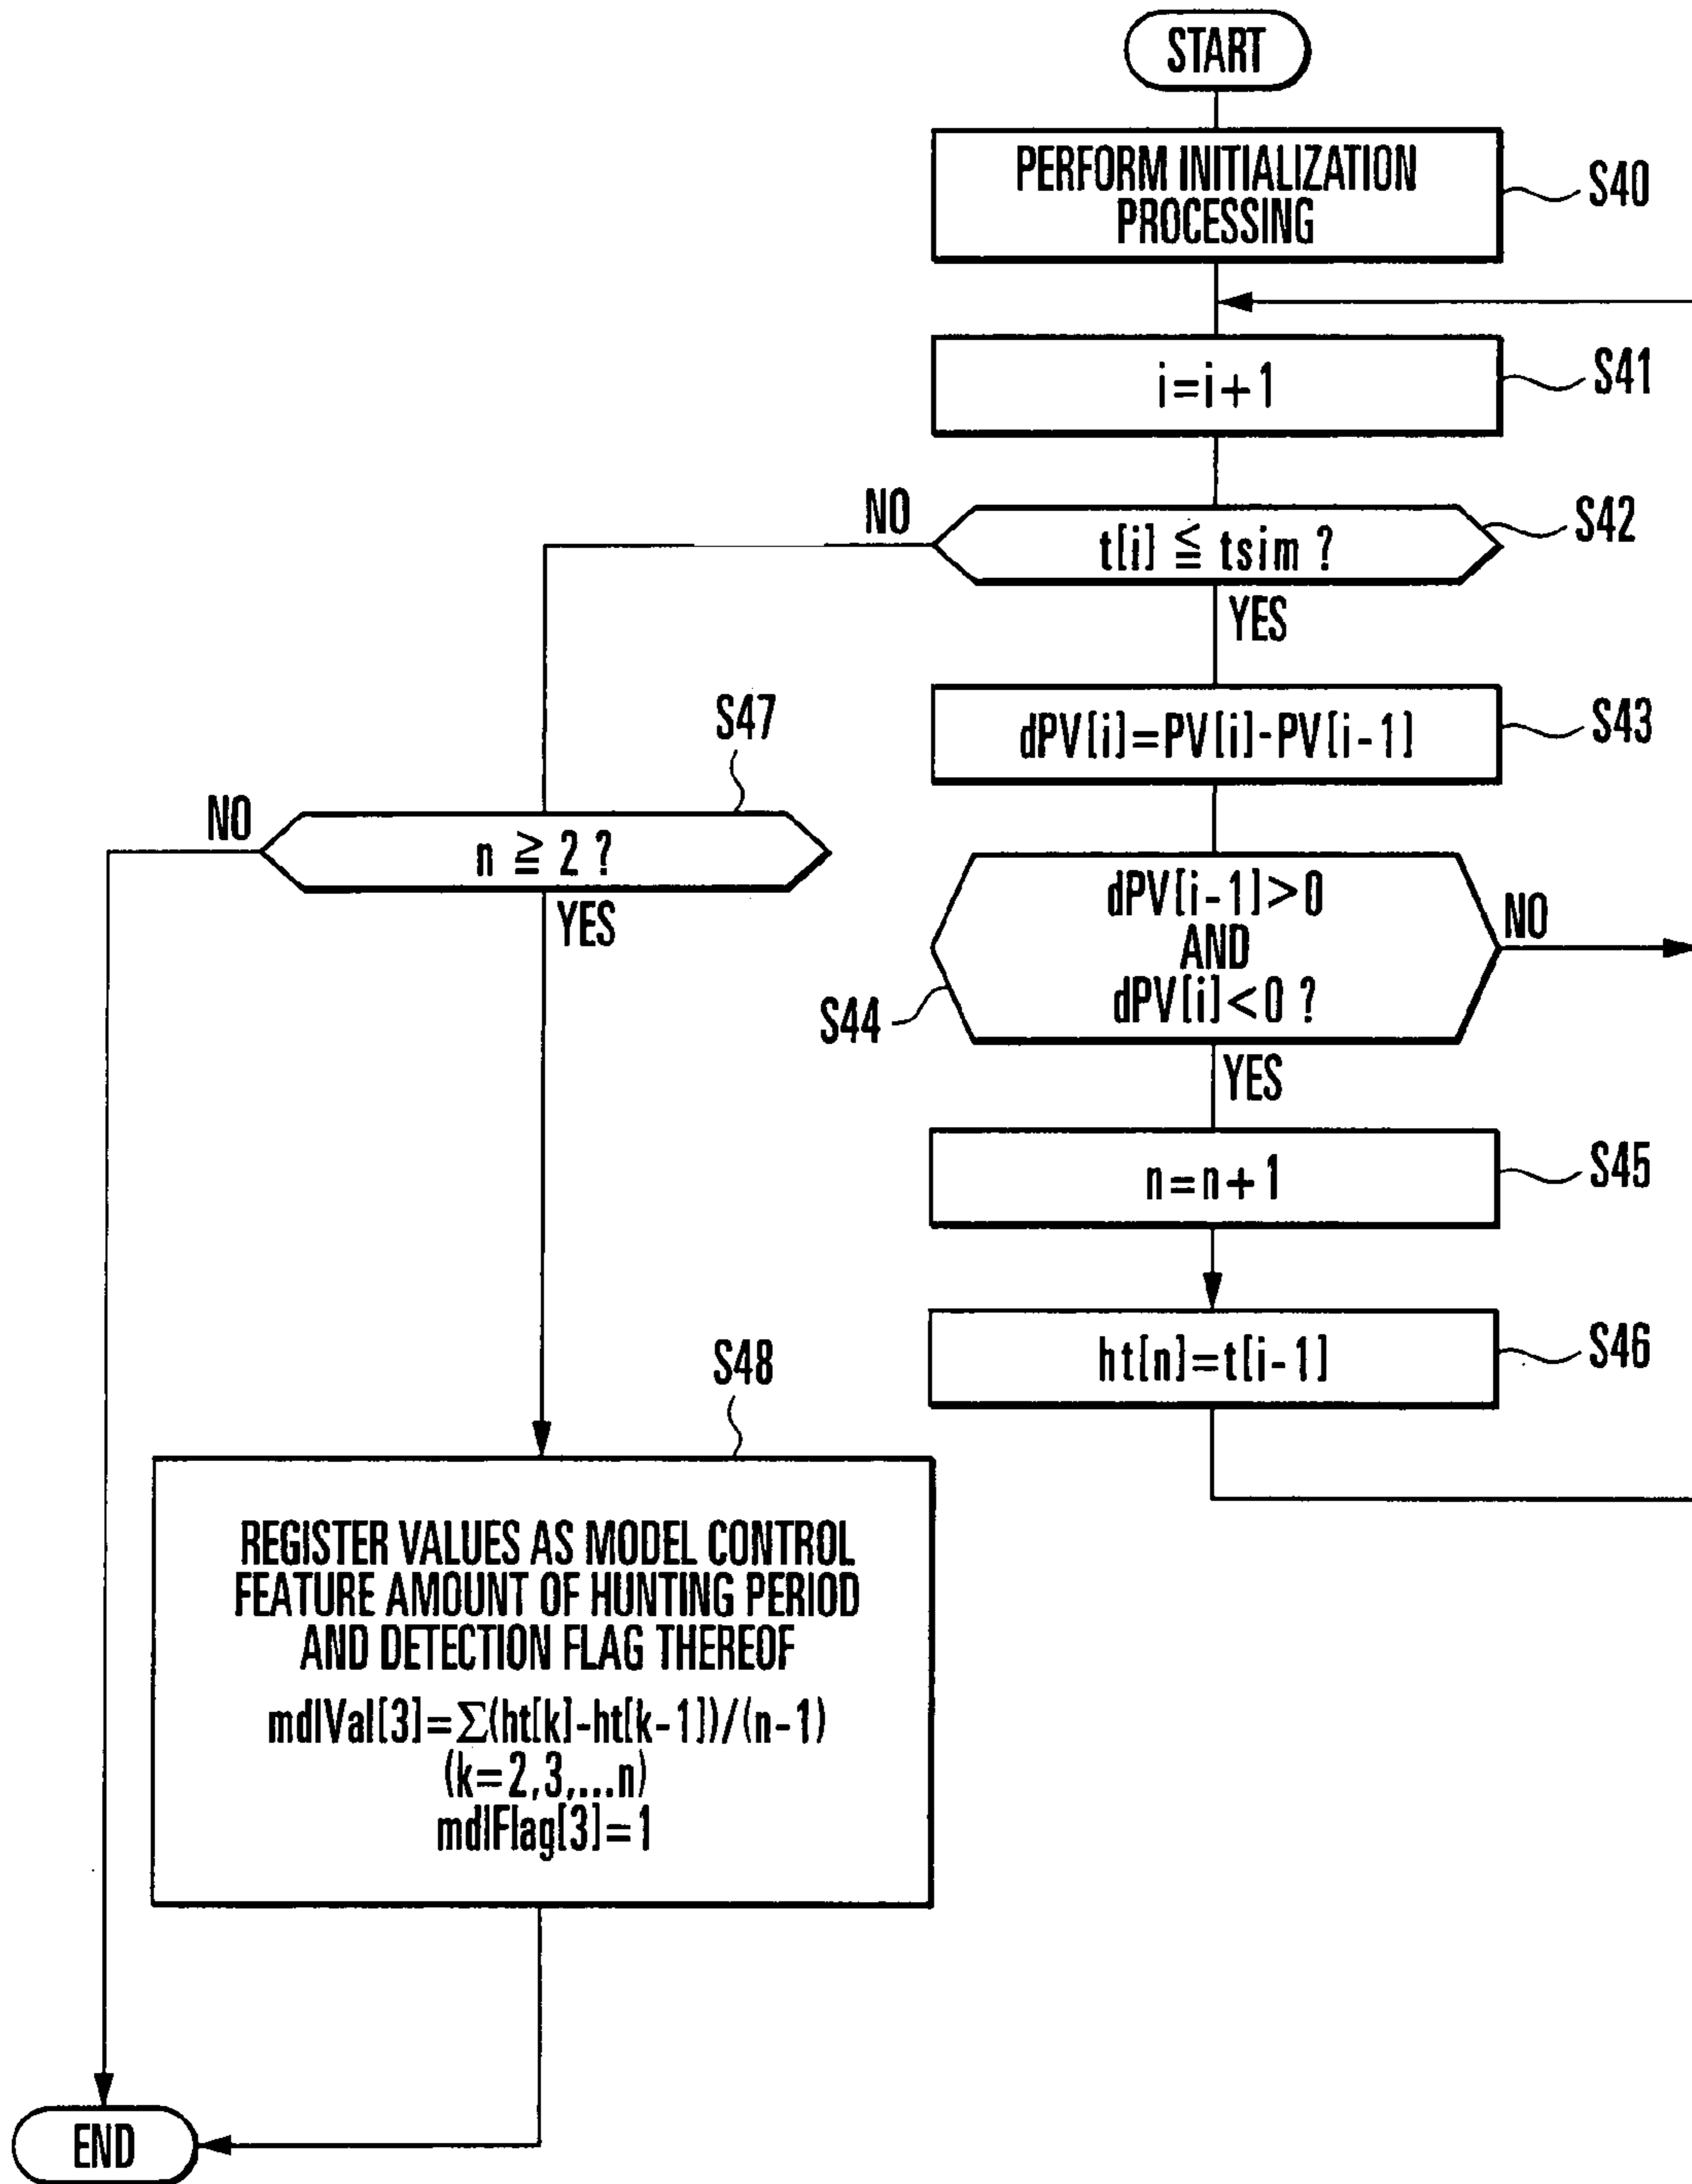 START
PERFORM INITIALIZATION
PROCESSING
S40
i=i+1
S41
NO
t[i] ≦ tsim ?
S42
YES
dPV[i]=PV[i]-PV[i-1]
S43
S47
NO
n ≧ 2 ?
YES
dPV[i-1]>0
AND
dPV[i]<0 ?
NO
S44
YES
n=n+1
S45
ht[n]=t[i-1]
S46
S48
REGISTER VALUES AS MODEL CONTROL
FEATURE AMOUNT OF HUNTING PERIOD
AND DETECTION FLAG THEREOF
mdlVal[3]=Σ(ht[k]-ht[k-1])/(n-1)
(k=2,3,...n)
mdlFlag[3]=1
END